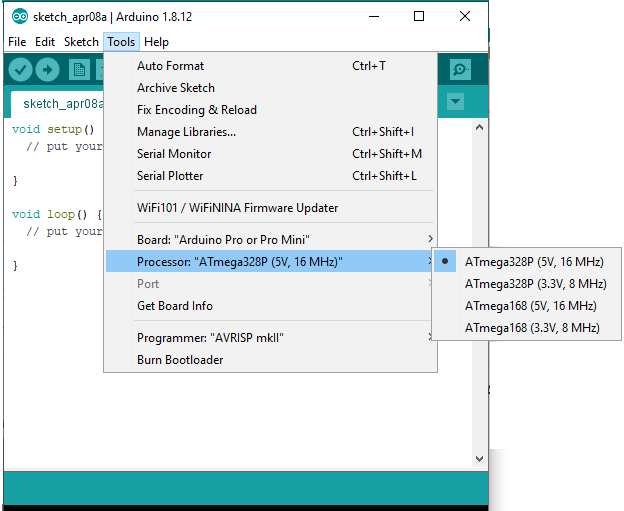 sketch_apr08a | Arduino 1.8.12
File Edit Sketch Tools Help
sketch_apr08a
void setup()
// put your
}
void loop() {
// put your
}
Auto Format Ctrl+T
Archive Sketch
Fix Encoding & Reload
Manage Libraries... Ctrl+Shift+I
Serial Monitor Ctrl+Shift+M
Serial Plotter Ctrl+Shift+L
WiFi101 / WiFiNINA Firmware Updater
Board: "Arduino Pro or Pro Mini"
Processor: "ATmega328P (5V, 16 MHz)"
Port
Get Board Info
Programmer: "AVRISP mkII"
Burn Bootloader
ATmega328P (5V, 16 MHz)
ATmega328P (3.3V, 8 MHz)
ATmega168 (5V, 16 MHz)
ATmega168 (3.3V, 8 MHz)